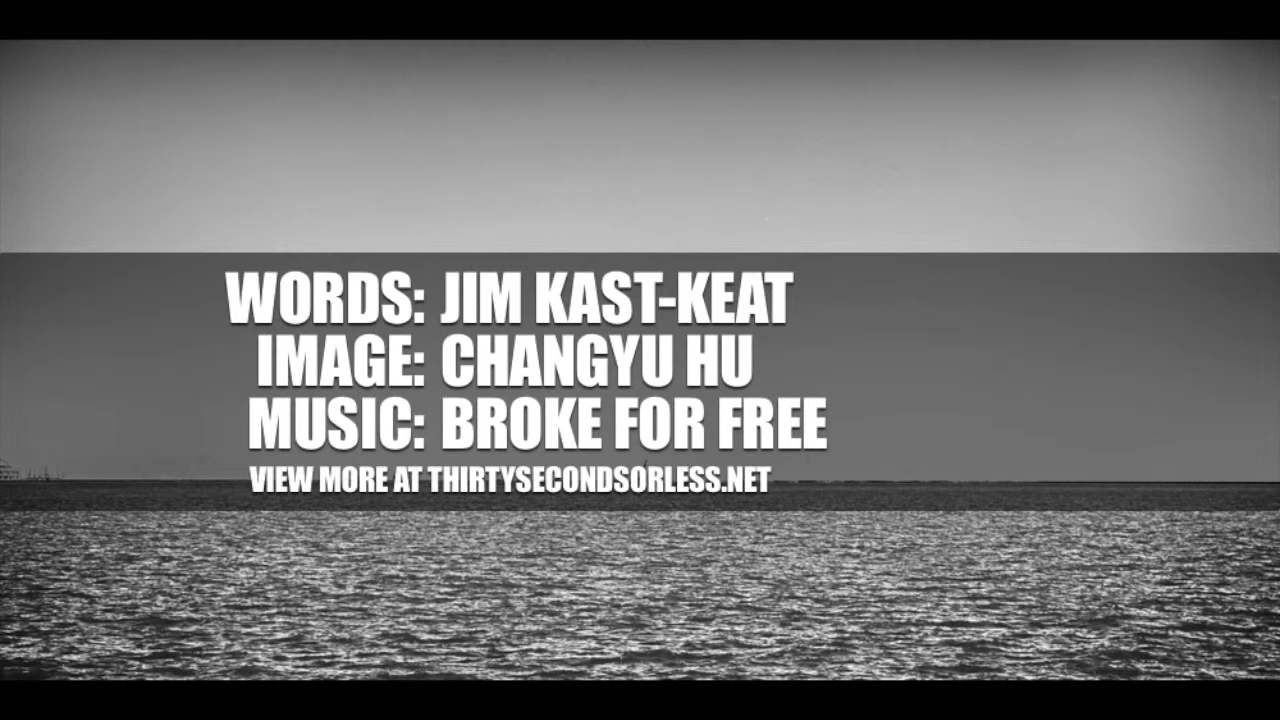 WORDS: JIM KAST-KEAT
IMAGE: CHANGYU HU
MUSIC: BROKE FOR FREE
VIEW MORE AT THIRTYSECONDSORLESS.NET